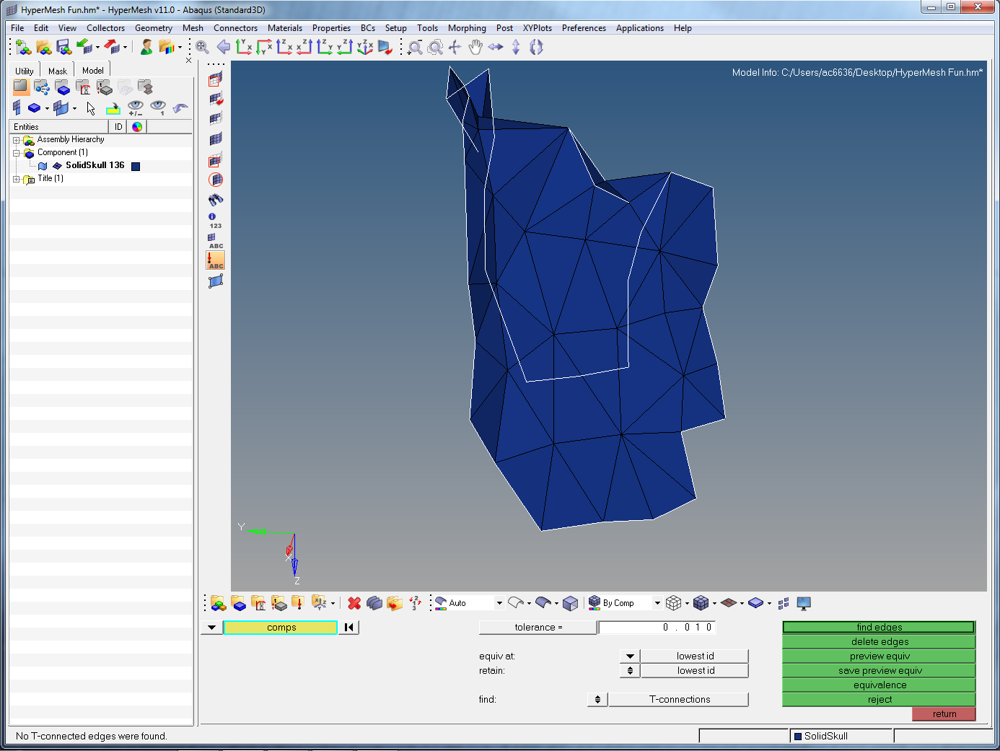 HyperMesh Fun.hm* - HyperMesh v11.0 - Abaqus (Standard3D)
File Edit View Collectors Geometry Mesh Connectors Materials Properties BCs Setup Tools Morphing Post XYPlots Preferences Applications Help
Utility Mask Model
Model Info: C:/Users/ac6636/Desktop/HyperMesh Fun.hm*
Entities ID
Assembly Hierarchy
Component (1)
SolidSkull 136
Title (1)
123
ABC
ABC
Y
X
Z
Auto
By Comp
comps
tolerance =
0.010
find edges
delete edges
equiv at:
lowest id
preview equiv
retain:
lowest id
save preview equiv
equivalence
find:
T-connections
reject
return
No T-connected edges were found.
SolidSkull